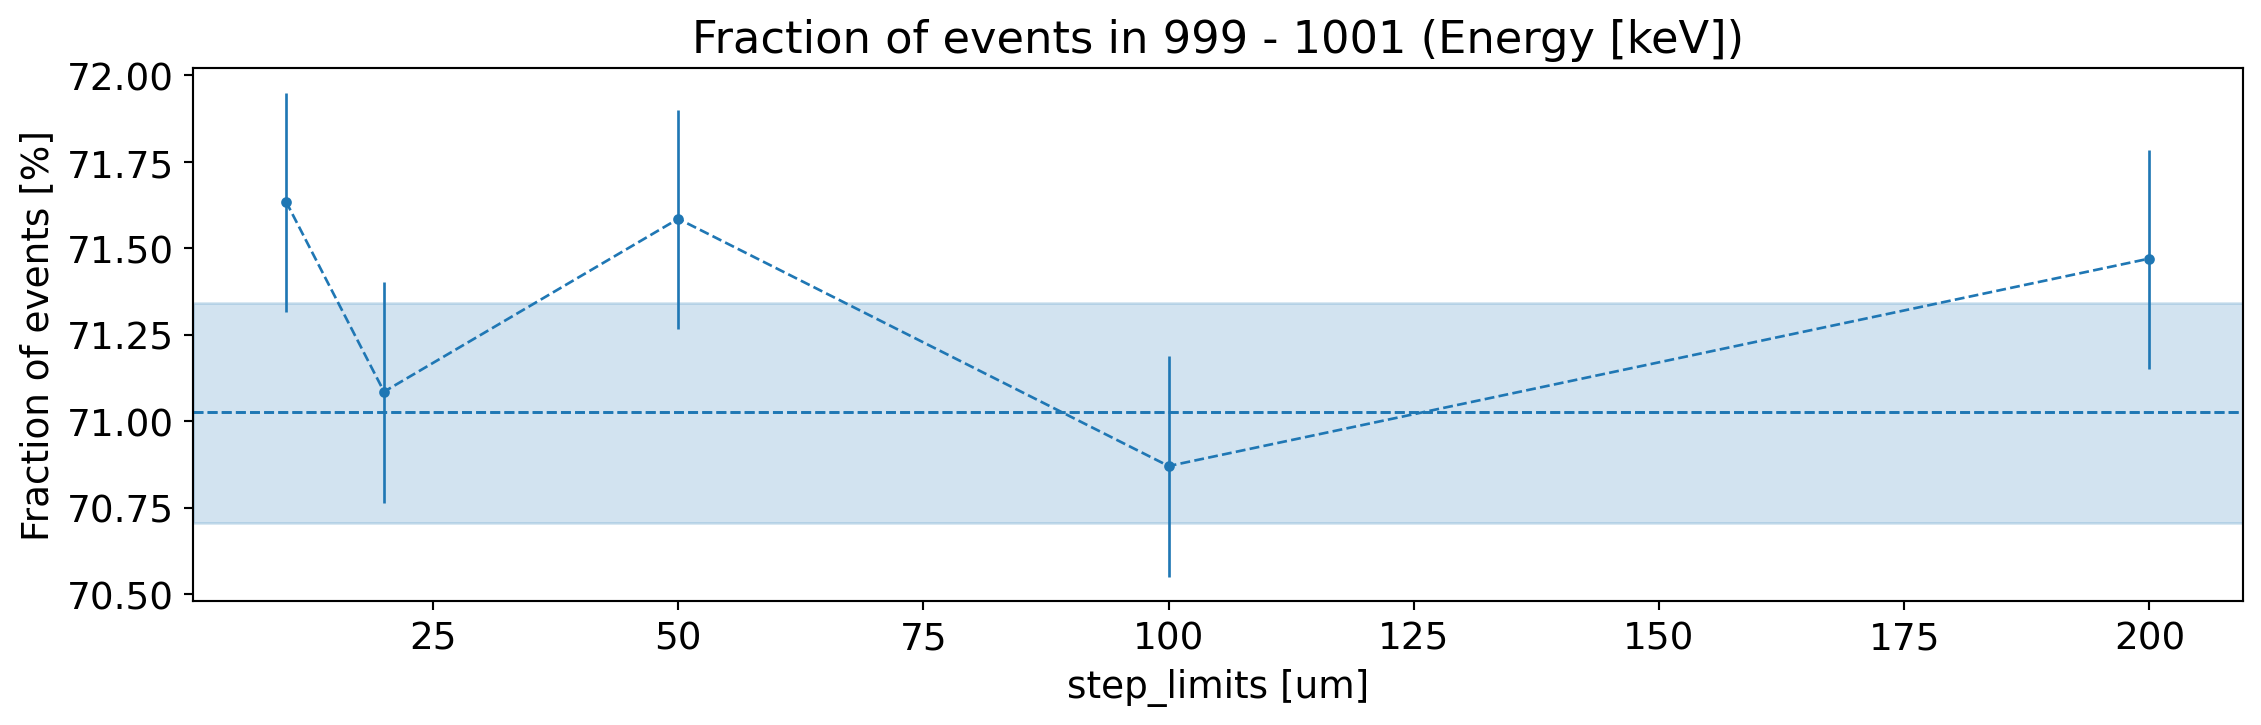 Fraction of events in 999 - 1001 (Energy [keV])
Fraction of events [%]
72.00
71.75
71.50
71.25
71.00
70.75
70.50
25 50 75 100 125 150 175 200
step_limits [um]